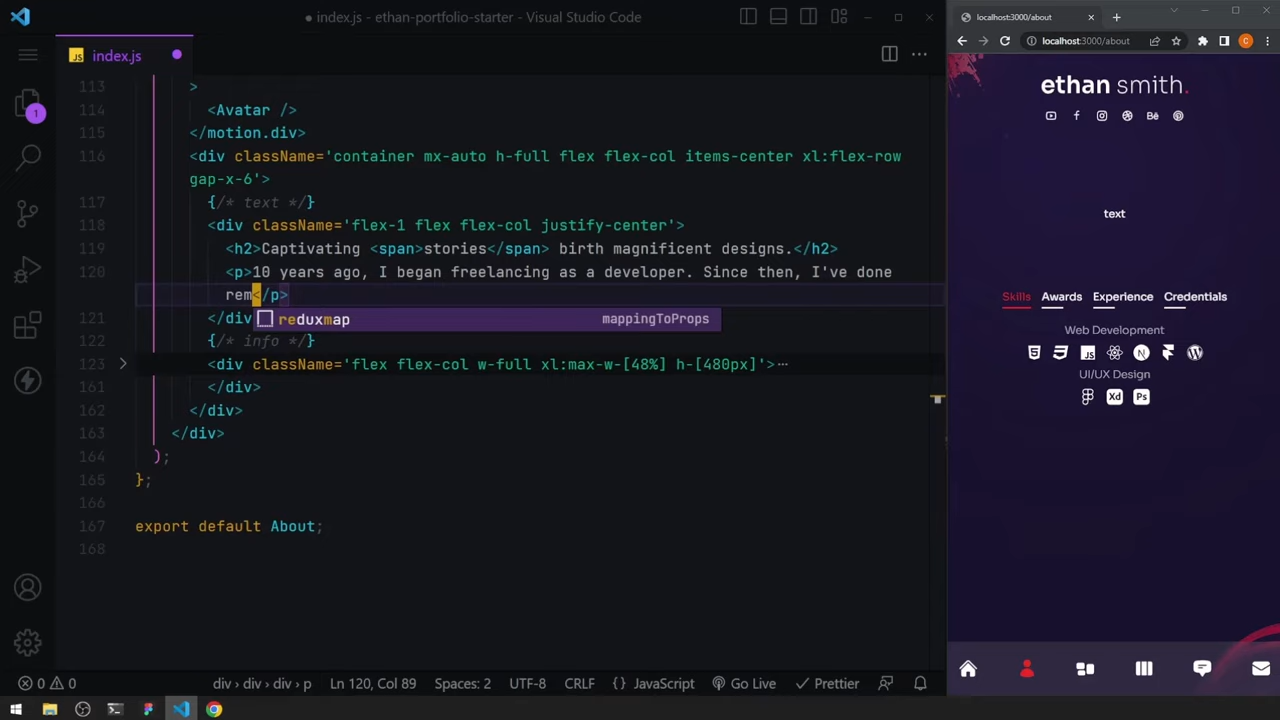 ● index.js - ethan-portfolio-starter - Visual Studio Code
JS index.js
1
113 >
114 <Avatar />
115 </motion.div>
116 <div className='container mx-auto h-full flex flex-col items-center xl:flex-row
gap-x-6'>
117 {/* text */}
118 <div className='flex-1 flex flex-col justify-center'>
119 <h2>Captivating <span>stories</span> birth magnificent designs.</h2>
120 <p>10 years ago, I began freelancing as a developer. Since then, I've done
rem</p>
121 </div
reduxmap mappingToProps
122 {/* info */}
123 <div className='flex flex-col w-full xl:max-w-[48%] h-[480px]'>⋯
161 </div>
162 </div>
163 </div>
164 );
165 };
166
167 export default About;
168
0 0 div › div › div › p Ln 120, Col 89 Spaces: 2 UTF-8 CRLF {} JavaScript Go Live Prettier
localhost:3000/about
localhost:3000/about
C
ethan smith.
Bē
text
Skills Awards Experience Credentials
Web Development
JS N
UI/UX Design
Xd Ps